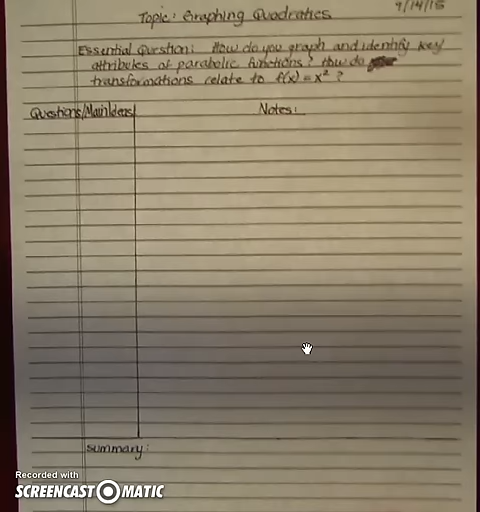 9/14/15
Topic: Graphing Quadratics
Essential Question: How do you graph and identify key
attributes of parabolic functions? How do
transformations relate to f(x) = x²?
Questions/Main Ideas
Notes:
Summary:
Recorded with
SCREENCAST-O-MATIC